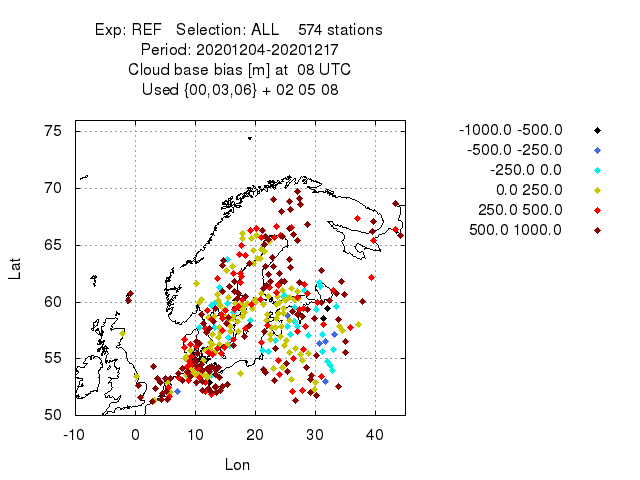 Exp: REF Selection: ALL 574 stations
Period: 20201204-20201217
Cloud base bias [m] at 08 UTC
Used {00,03,06} + 02 05 08
-1000.0 -500.0
-500.0 -250.0
-250.0 0.0
0.0 250.0
250.0 500.0
500.0 1000.0
75
70
65
60
55
50
Lat
-10 0 10 20 30 40
Lon